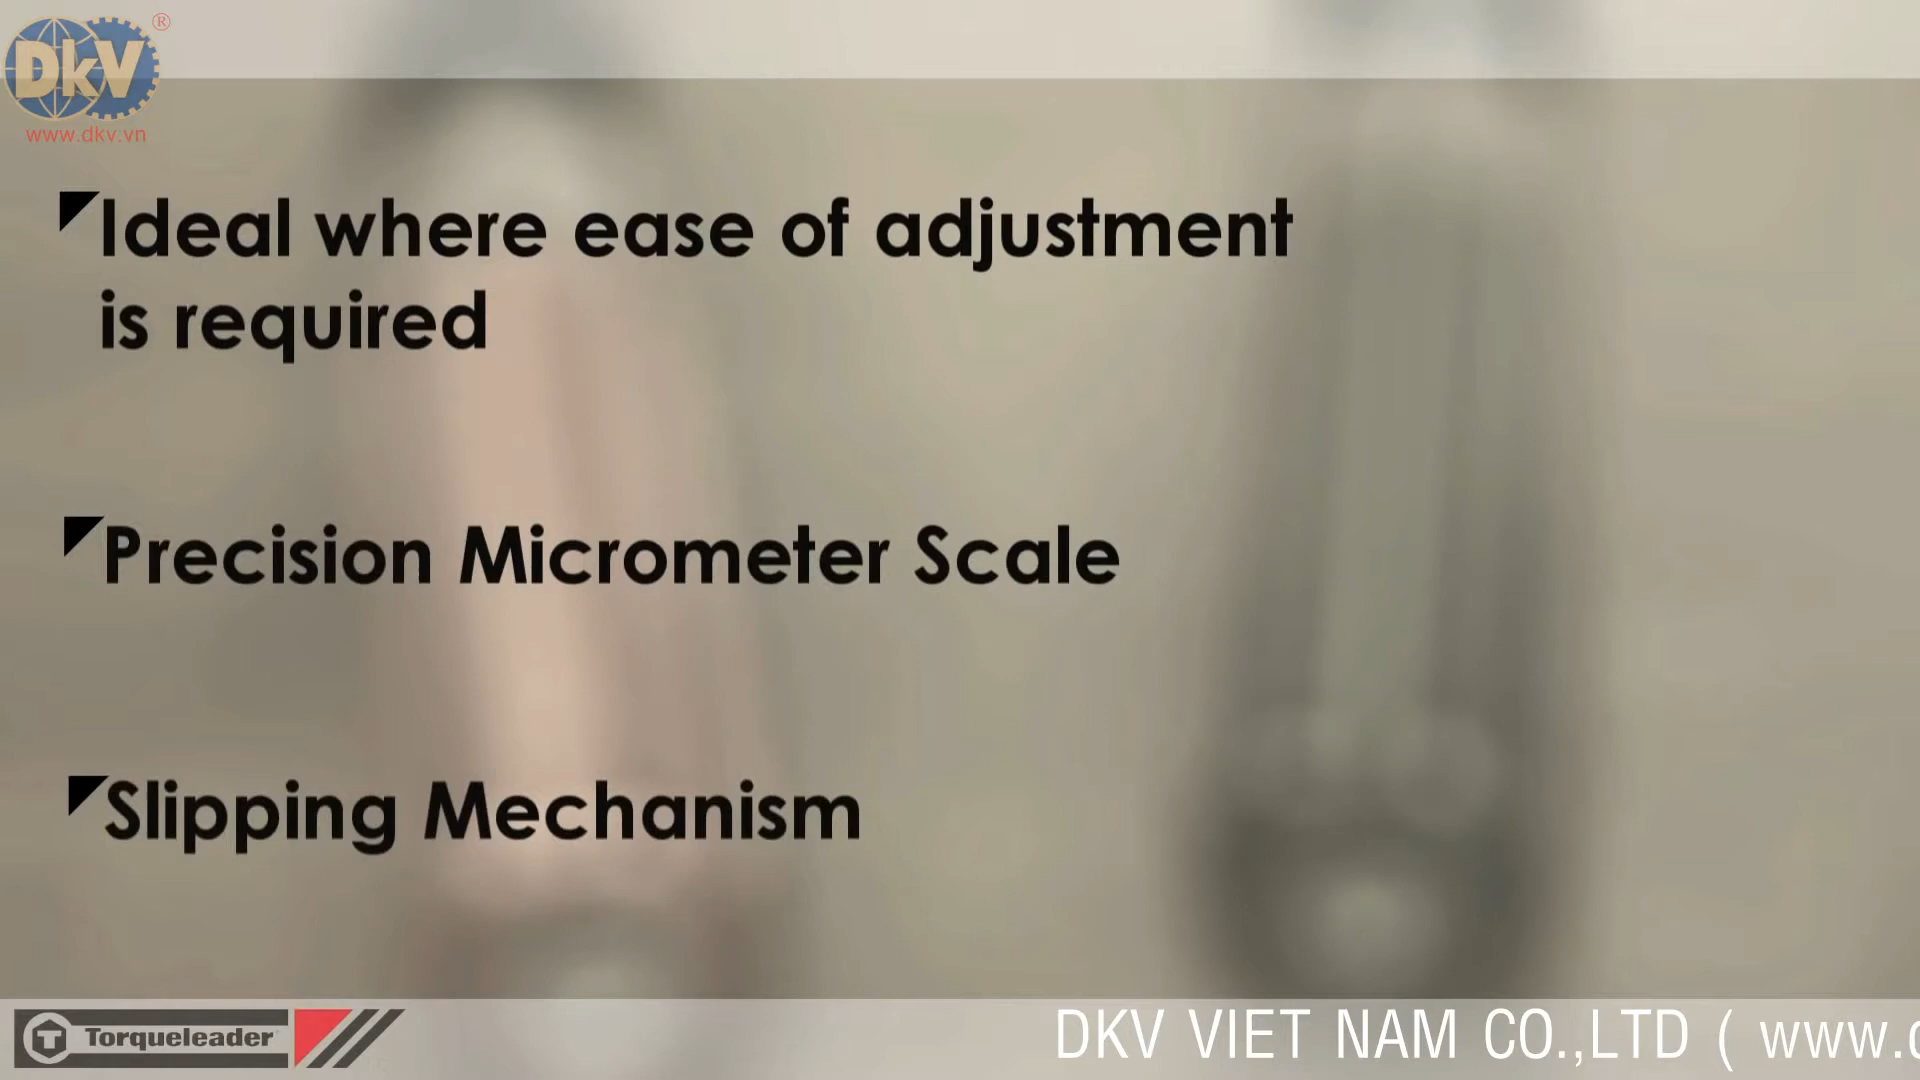 DKV ®
www.dkv.vn
Ideal where ease of adjustment
is required
Precision Micrometer Scale
Slipping Mechanism
T Torqueleader
DKV VIET NAM CO.,LTD ( www.